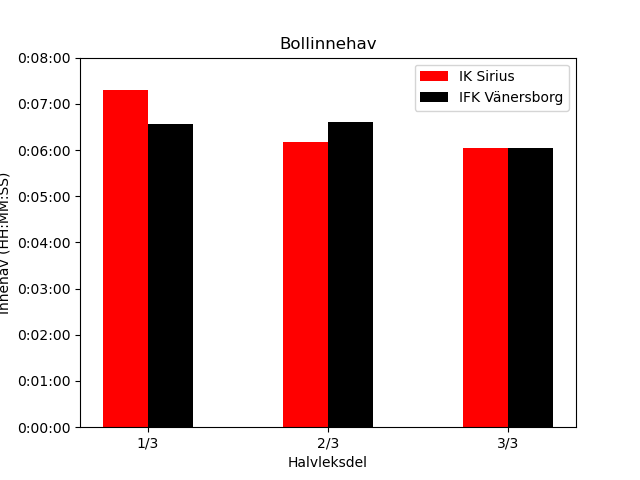 Bollinnehav
IK Sirius
IFK Vänersborg
0:08:00
0:07:00
0:06:00
0:05:00
0:04:00
0:03:00
0:02:00
0:01:00
0:00:00
Innehav (HH:MM:SS)
1/3
2/3
3/3
Halvleksdel